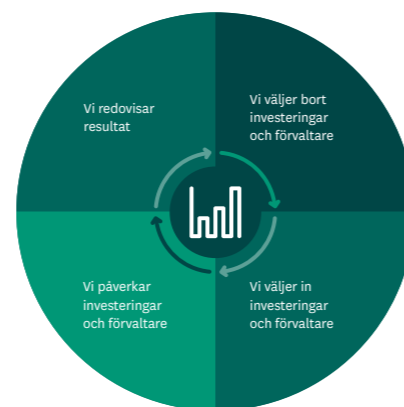 Vi redovisar
resultat
Vi väljer bort
investeringar
och förvaltare
Vi påverkar
investeringar
och förvaltare
Vi väljer in
investeringar
och förvaltare